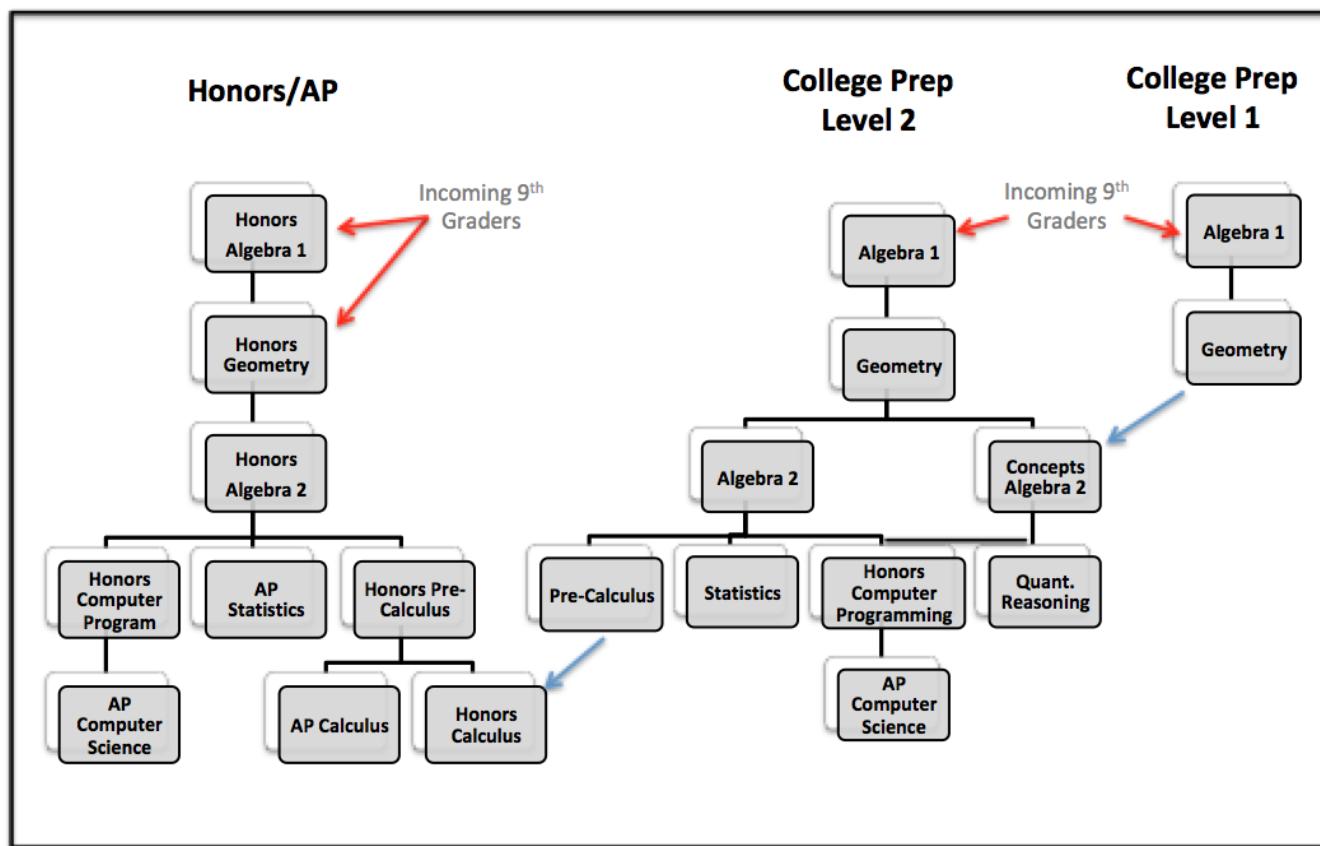 Honors/AP
College Prep
Level 2
College Prep
Level 1
Incoming 9th
Graders
Incoming 9th
Graders
Honors
Algebra 1
Algebra 1
Algebra 1
Honors
Geometry
Geometry
Geometry
Honors
Algebra 2
Algebra 2
Concepts
Algebra 2
Honors
Computer
Program
AP
Statistics
Honors Pre-
Calculus
Pre-Calculus
Statistics
Honors
Computer
Programming
Quant.
Reasoning
AP
Computer
Science
AP Calculus
Honors
Calculus
AP
Computer
Science